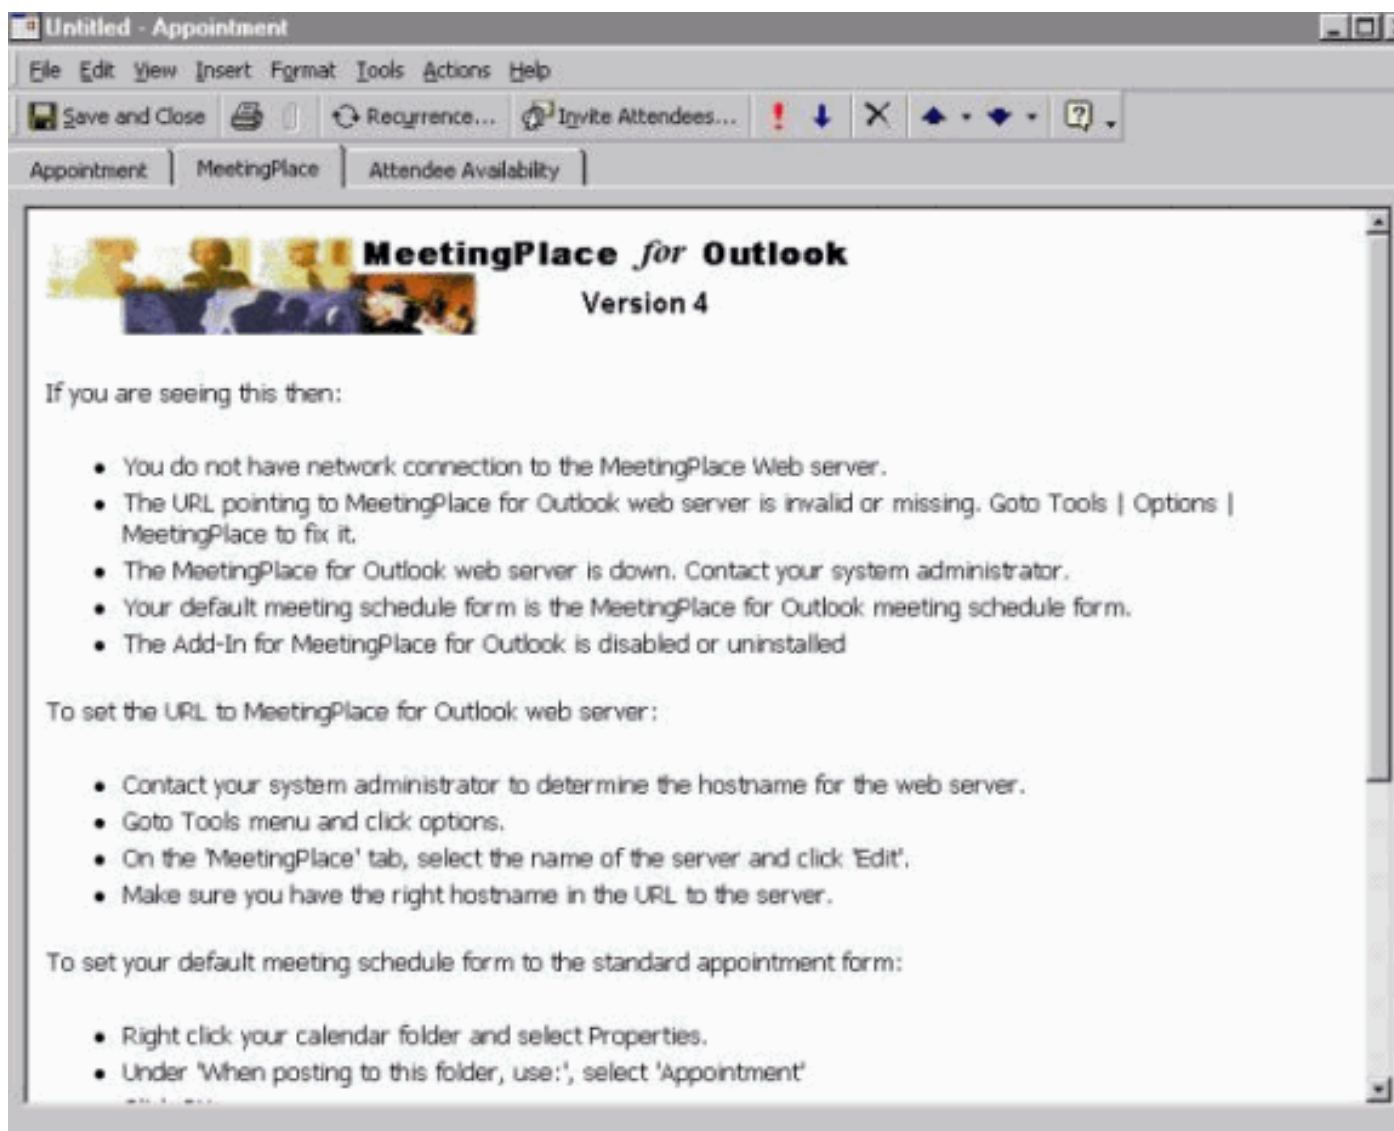 Untitled - Appointment
File Edit View Insert Format Tools Actions Help
Save and Close Recurrence... Invite Attendees...
Appointment MeetingPlace Attendee Availability
MeetingPlace for Outlook
Version 4
If you are seeing this then:
• You do not have network connection to the MeetingPlace Web server.
• The URL pointing to MeetingPlace for Outlook web server is invalid or missing. Goto Tools | Options |
MeetingPlace to fix it.
• The MeetingPlace for Outlook web server is down. Contact your system administrator.
• Your default meeting schedule form is the MeetingPlace for Outlook meeting schedule form.
• The Add-In for MeetingPlace for Outlook is disabled or uninstalled
To set the URL to MeetingPlace for Outlook web server:
• Contact your system administrator to determine the hostname for the web server.
• Goto Tools menu and click options.
• On the 'MeetingPlace' tab, select the name of the server and click 'Edit'.
• Make sure you have the right hostname in the URL to the server.
To set your default meeting schedule form to the standard appointment form:
• Right click your calendar folder and select Properties.
• Under 'When posting to this folder, use:', select 'Appointment'